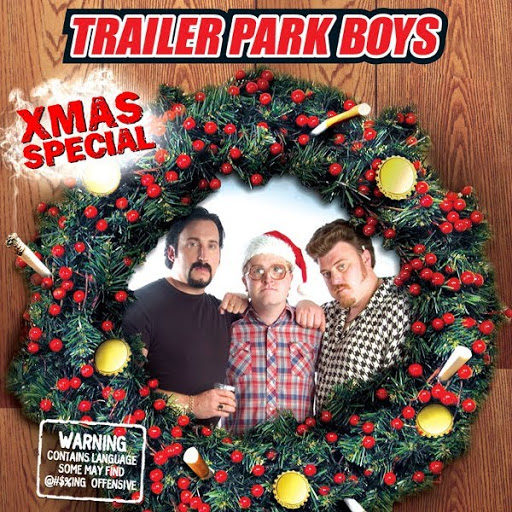 TRAILER PARK BOYS
XMAS
SPECIAL
WARNING
CONTAINS LANGUAGE
SOME MAY FIND
@#$%ING OFFENSIVE